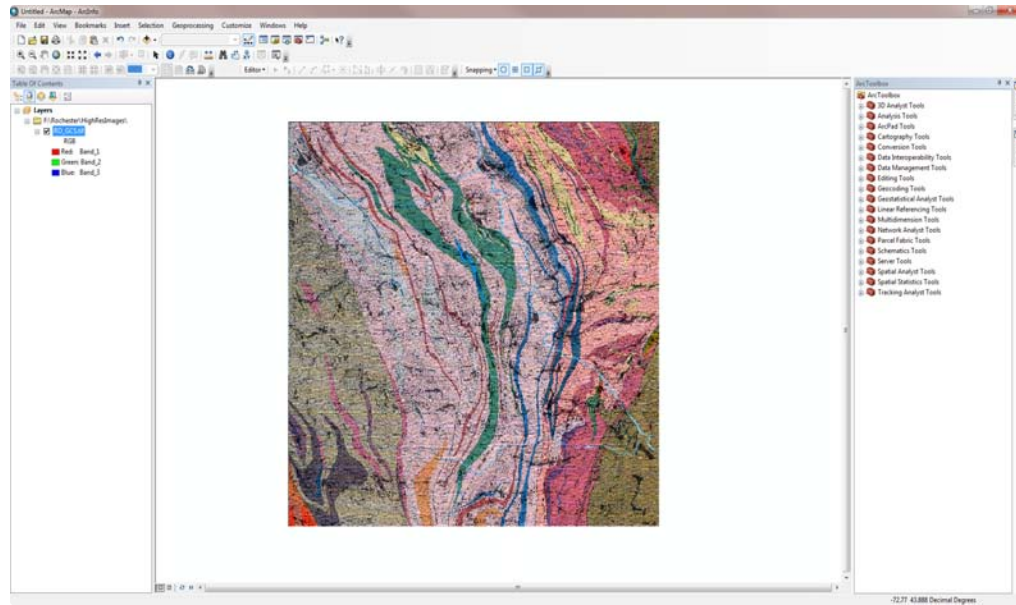 Untitled - ArcMap - ArcInfo
File Edit View Bookmarks Insert Selection Geoprocessing Customize Windows Help
Editor Snapping
Table Of Contents
Layers
F:\Rochester\HighResImages\
RO_GCS.tif
RGB
Red: Band_1
Green: Band_2
Blue: Band_3
ArcToolbox
ArcToolbox
3D Analyst Tools
Analysis Tools
ArcPad Tools
Cartography Tools
Conversion Tools
Data Interoperability Tools
Data Management Tools
Editing Tools
Geocoding Tools
Geostatistical Analyst Tools
Linear Referencing Tools
Multidimension Tools
Network Analyst Tools
Parcel Fabric Tools
Schematics Tools
Server Tools
Spatial Analyst Tools
Spatial Statistics Tools
Tracking Analyst Tools
-72.77 43.888 Decimal Degrees